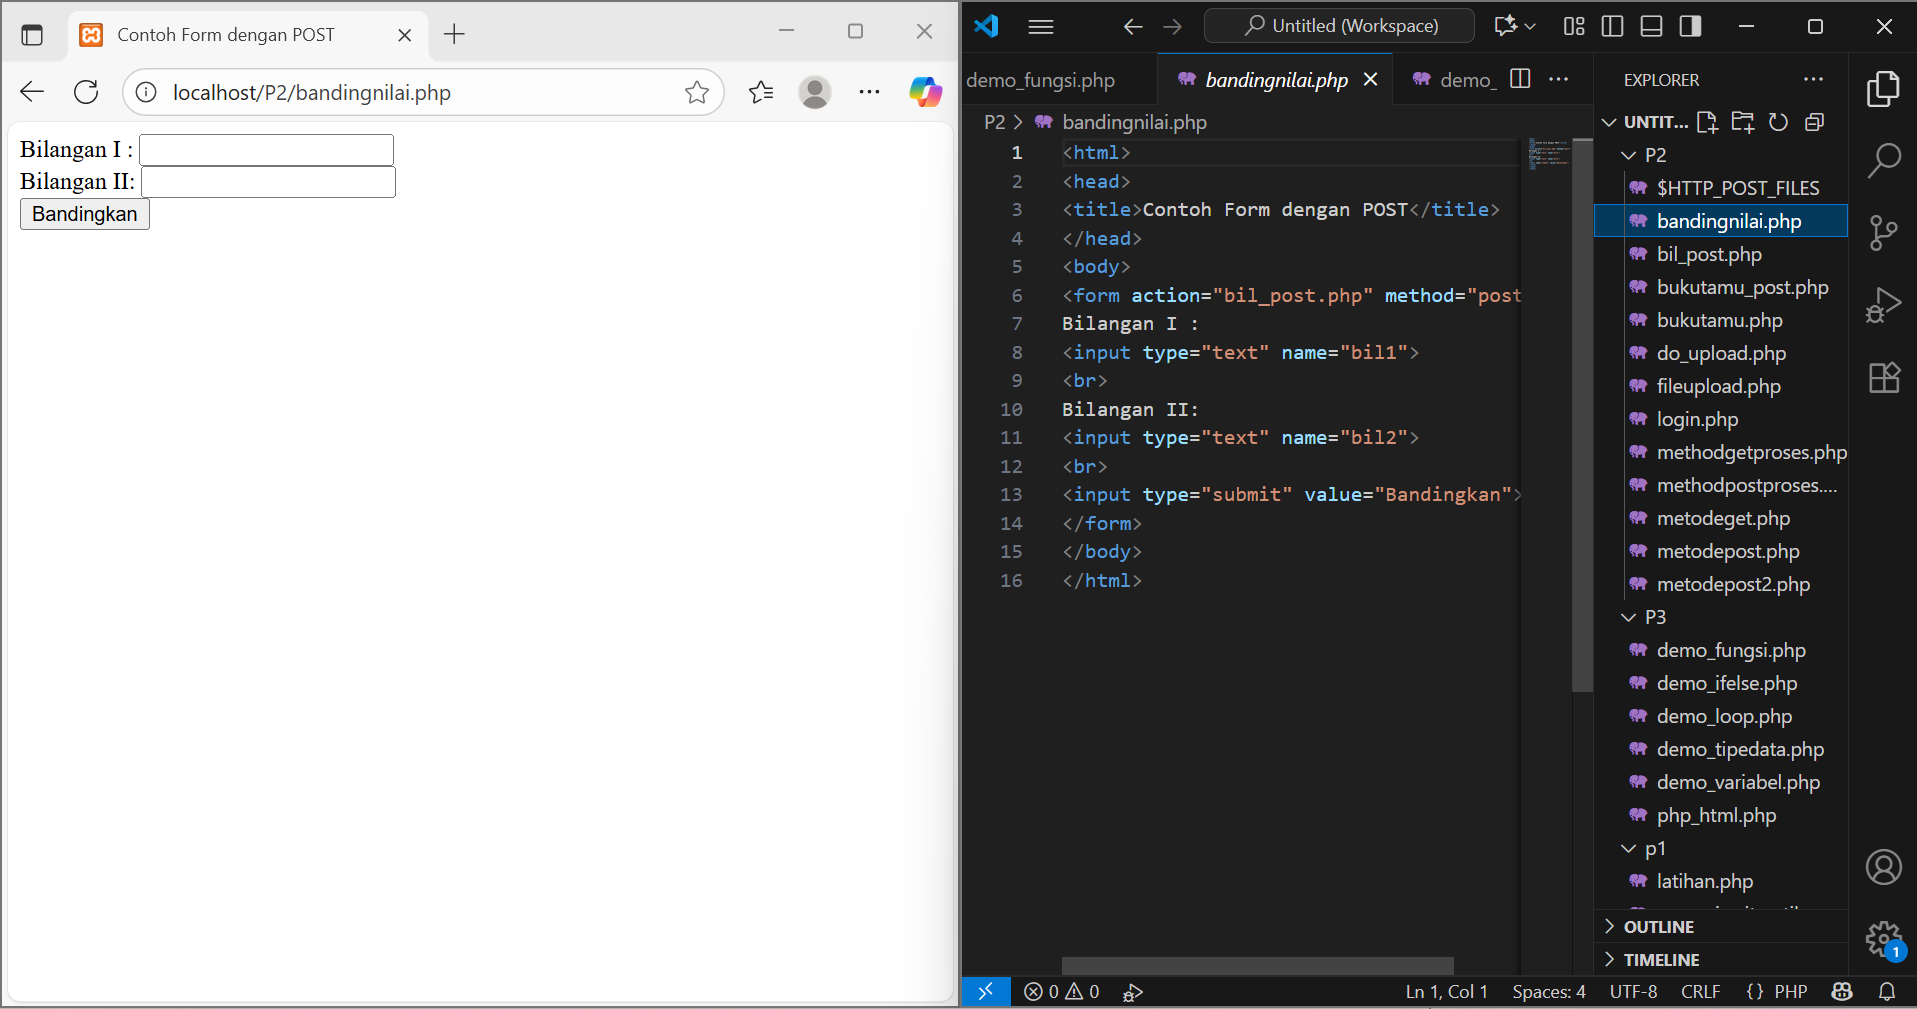 Contoh Form dengan POST
localhost/P2/bandingnilai.php
Bilangan I :
Bilangan II:
Bandingkan
Untitled (Workspace)
demo_fungsi.php
bandingnilai.php
demo_
P2 > bandingnilai.php
1 <html>
2 <head>
3 <title>Contoh Form dengan POST</title>
4 </head>
5 <body>
6 <form action="bil_post.php" method="post
7 Bilangan I :
8 <input type="text" name="bil1">
9 <br>
10 Bilangan II:
11 <input type="text" name="bil2">
12 <br>
13 <input type="submit" value="Bandingkan">
14 </form>
15 </body>
16 </html>
EXPLORER
UNTIT...
P2
$HTTP_POST_FILES
bandingnilai.php
bil_post.php
bukutamu_post.php
bukutamu.php
do_upload.php
fileupload.php
login.php
methodgetproses.php
methodpostproses....
metodeget.php
metodepost.php
metodepost2.php
P3
demo_fungsi.php
demo_ifelse.php
demo_loop.php
demo_tipedata.php
demo_variabel.php
php_html.php
p1
latihan.php
OUTLINE
TIMELINE
1
0 0
Ln 1, Col 1
Spaces: 4
UTF-8
CRLF
{} PHP